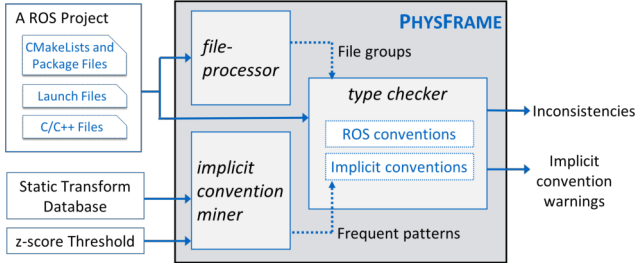 A ROS Project
CMakeLists and
Package Files
Launch Files
C/C++ Files
Static Transform
Database
z-score Threshold
PHYSFRAME
file-
processor
File groups
type checker
ROS conventions
Implicit conventions
implicit
convention
miner
Frequent patterns
Inconsistencies
Implicit
convention
warnings